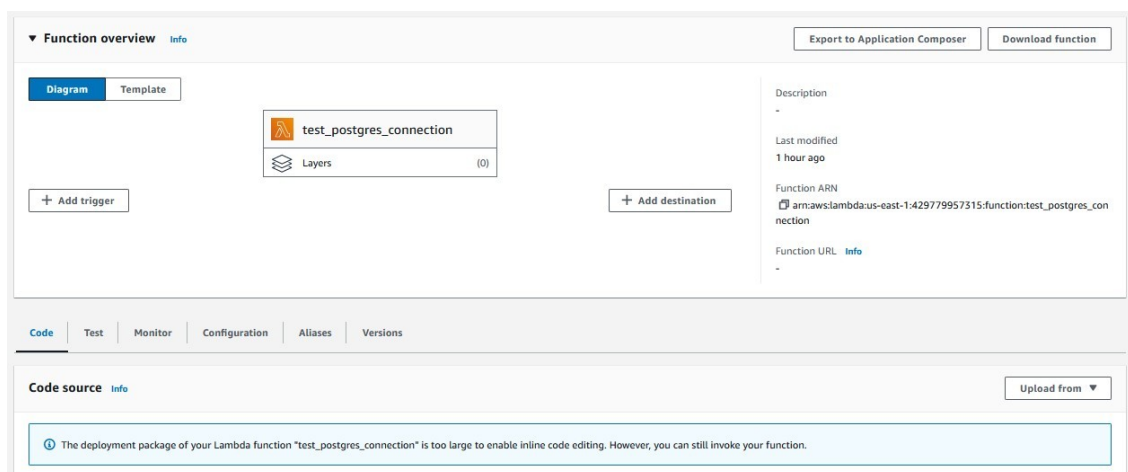 ▼ Function overview Info
Export to Application Composer
Download function
Diagram
Template
test_postgres_connection
Layers
(0)
+ Add trigger
+ Add destination
Description
-
Last modified
1 hour ago
Function ARN
arn:aws:lambda:us-east-1:429779957315:function:test_postgres_con
nection
Function URL Info
-
Code
Test
Monitor
Configuration
Aliases
Versions
Code source Info
Upload from ▼
The deployment package of your Lambda function "test_postgres_connection" is too large to enable inline code editing. However, you can still invoke your function.